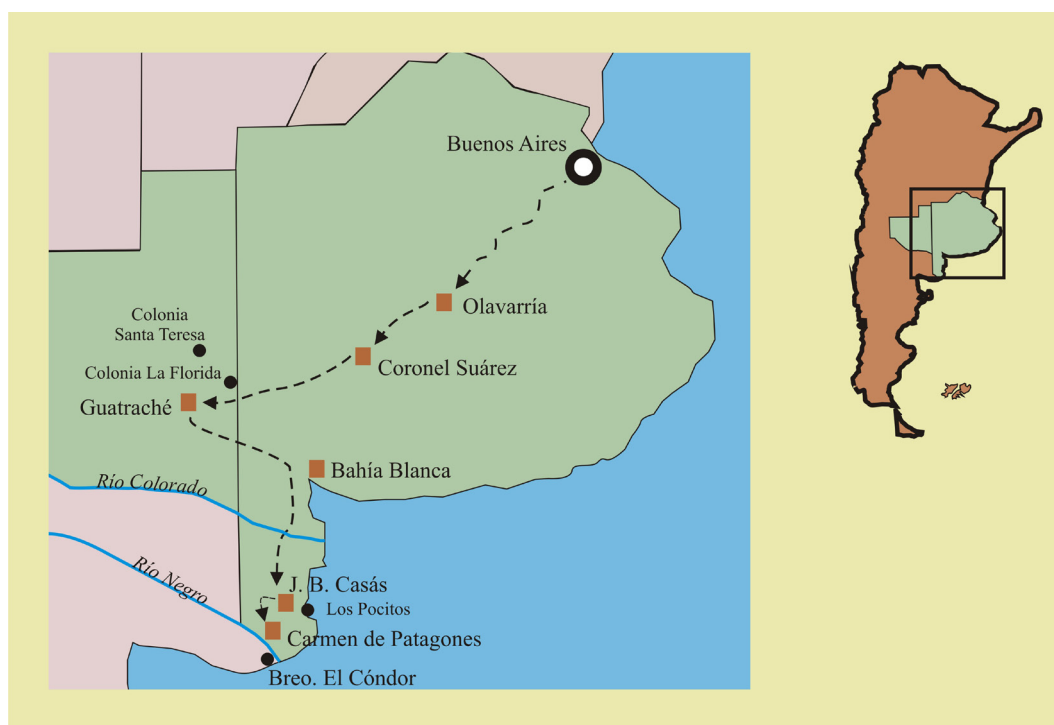 Buenos Aires
Olavarría
Colonia
Santa Teresa
Coronel Suárez
Colonia La Florida
Guatraché
Bahía Blanca
Río Colorado
Río Negro
J. B. Casás
Los Pocitos
Carmen de Patagones
Breo. El Cóndor